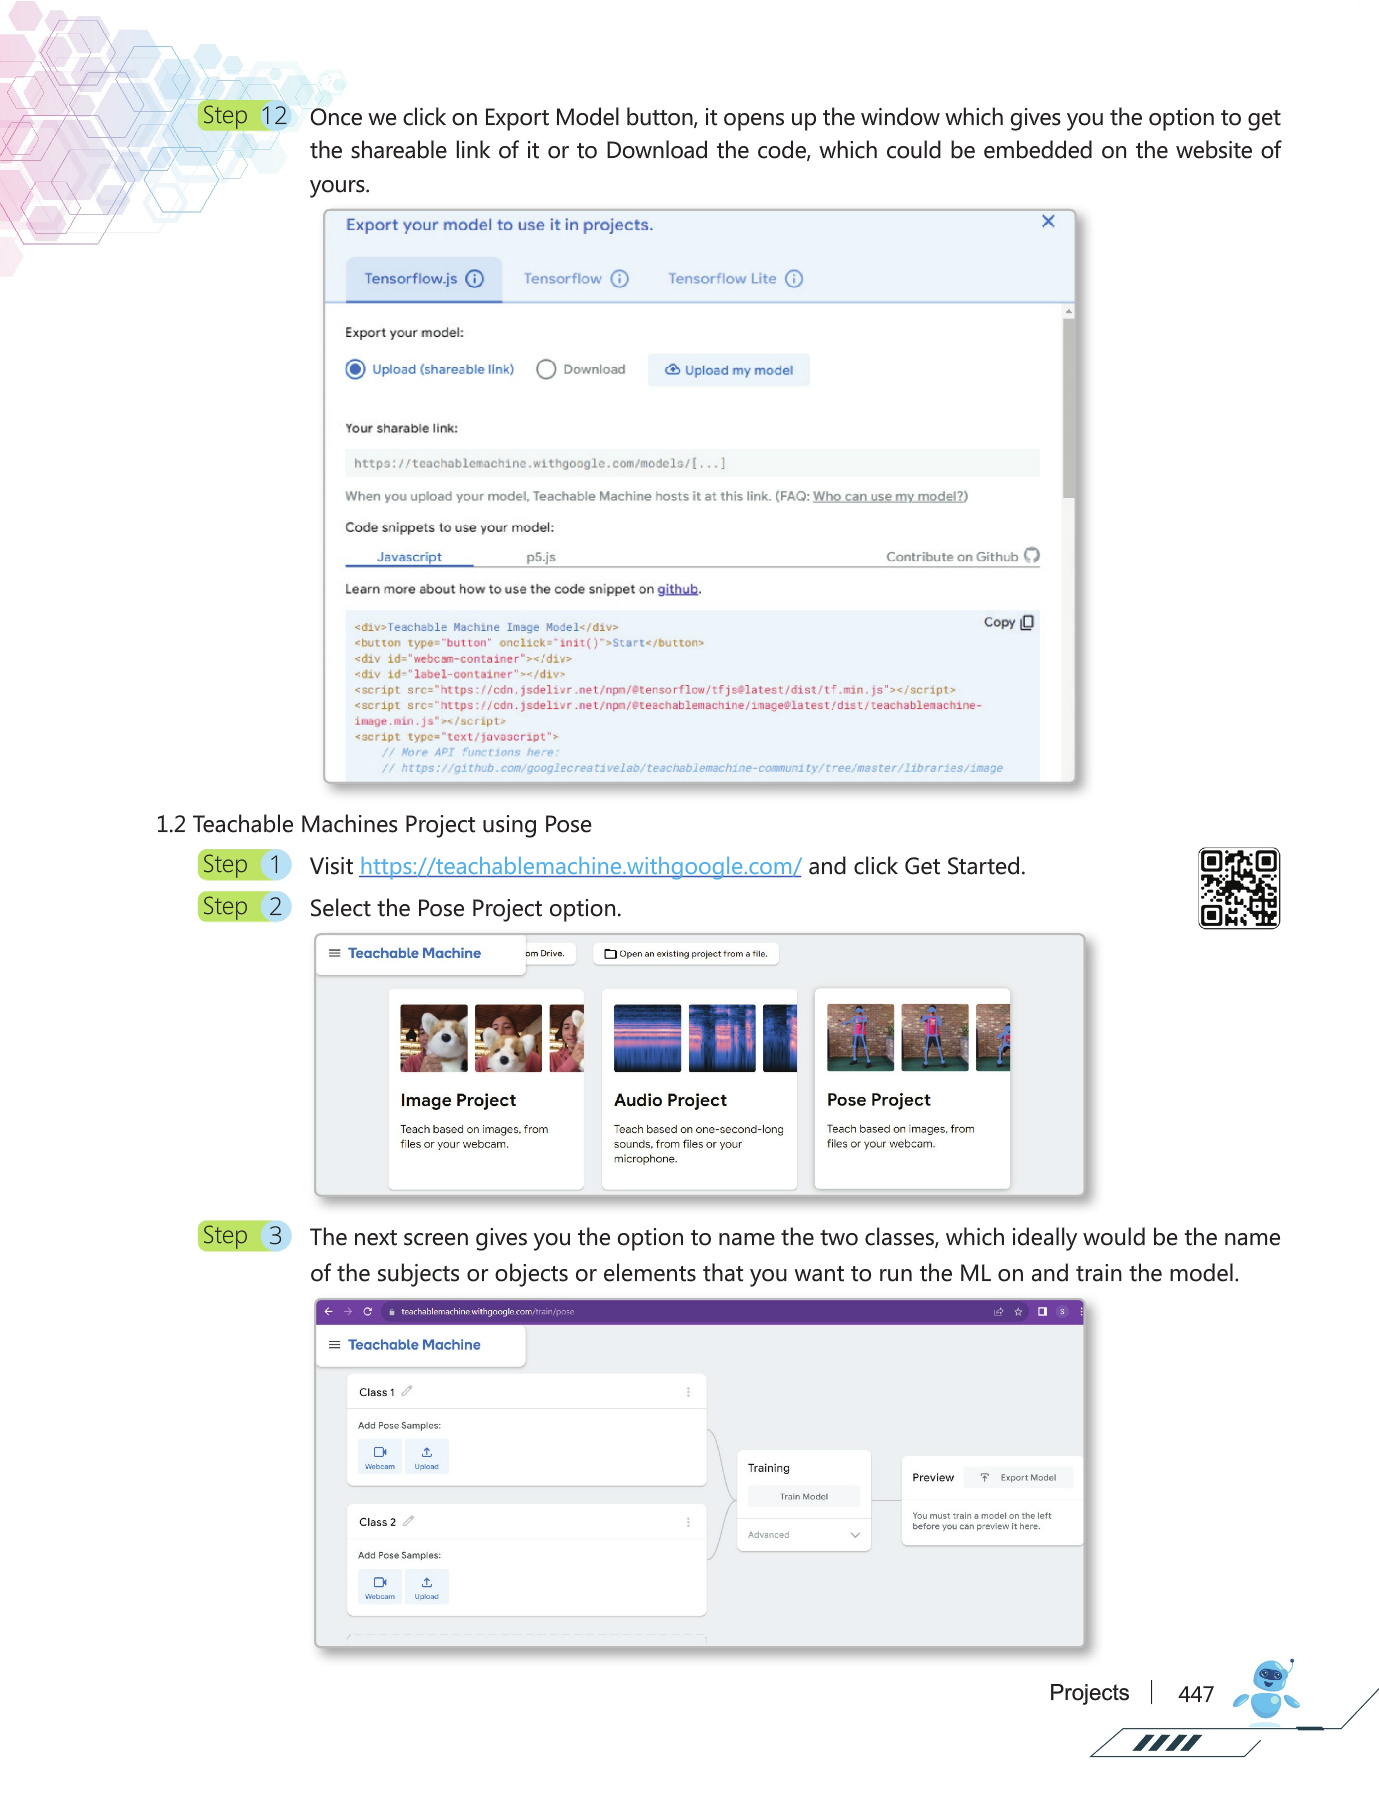 Step 12 Once we click on Export Model button, it opens up the window which gives you the option to get
the shareable link of it or to Download the code, which could be embedded on the website of
yours.
Export your model to use it in projects.
Tensorflow.js Tensorflow Tensorflow Lite
Export your model:
Upload (shareable link) Download Upload my model
Your sharable link:
https://teachablemachine.withgoogle.com/models/[...]
When you upload your model, Teachable Machine hosts it at this link. (FAQ: Who can use my model?)
Code snippets to use your model:
Javascript p5.js Contribute on Github
Learn more about how to use the code snippet on github.
Copy
<div>Teachable Machine Image Model</div>
<button type="button" onclick="init()">Start</button>
<div id="webcam-container"></div>
<div id="label-container"></div>
<script src="https://cdn.jsdelivr.net/npm/@tensorflow/tfjs@latest/dist/tf.min.js"></script>
<script src="https://cdn.jsdelivr.net/npm/@teachablemachine/image@latest/dist/teachablemachine-
image.min.js"></script>
<script type="text/javascript">
// More API functions here:
// https://github.com/googlecreativelab/teachablemachine-community/tree/master/libraries/image
1.2 Teachable Machines Project using Pose
Step 1 Visit https://teachablemachine.withgoogle.com/ and click Get Started.
Step 2 Select the Pose Project option.
Teachable Machine om Drive. Open an existing project from a file.
Image Project
Teach based on images, from
files or your webcam.
Audio Project
Teach based on one-second-long
sounds, from files or your
microphone.
Pose Project
Teach based on images, from
files or your webcam.
Step 3 The next screen gives you the option to name the two classes, which ideally would be the name
of the subjects or objects or elements that you want to run the ML on and train the model.
teachablemachine.withgoogle.com/train/pose S
Teachable Machine
Class 1
Add Pose Samples:
Webcam Upload
Class 2
Add Pose Samples:
Webcam Upload
Training
Train Model
Advanced
Preview Export Model
You must train a model on the left
before you can preview it here.
Projects 447